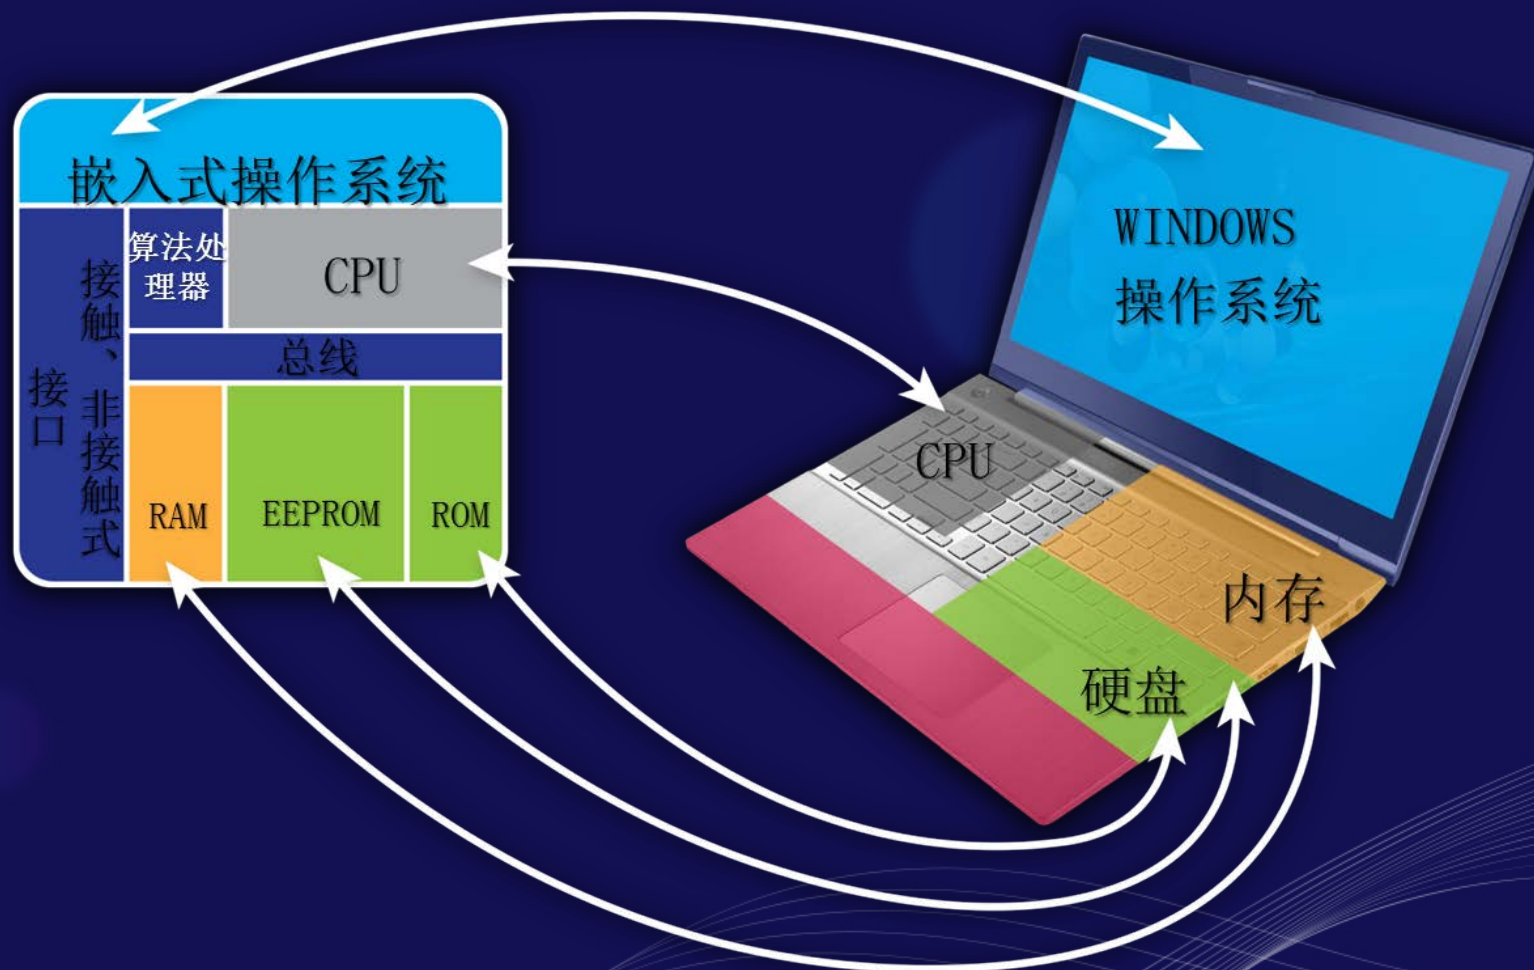 嵌入式操作系统
接触、非接触式
接口
算法处
理器
CPU
总线
RAM
EEPROM
ROM
WINDOWS
操作系统
CPU
内存
硬盘